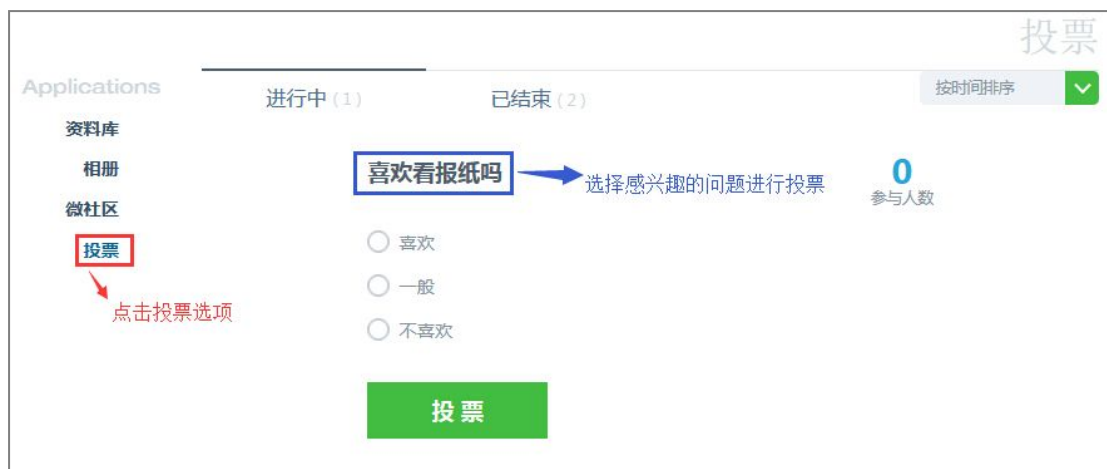 投票
Applications
进行中 (1)
已结束 (2)
按时间排序
资料库
相册
微社区
投票
点击投票选项
喜欢看报纸吗
选择感兴趣的问题进行投票
0
参与人数
喜欢
一般
不喜欢
投票